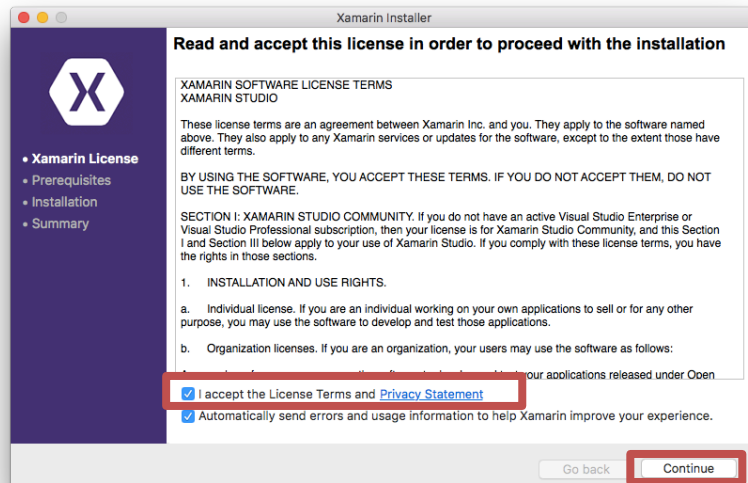 Xamarin Installer
Read and accept this license in order to proceed with the installation
• Xamarin License
• Prerequisites
• Installation
• Summary
XAMARIN SOFTWARE LICENSE TERMS
XAMARIN STUDIO
These license terms are an agreement between Xamarin Inc. and you. They apply to the software named
above. They also apply to any Xamarin services or updates for the software, except to the extent those have
different terms.
BY USING THE SOFTWARE, YOU ACCEPT THESE TERMS. IF YOU DO NOT ACCEPT THEM, DO NOT
USE THE SOFTWARE.
SECTION I: XAMARIN STUDIO COMMUNITY. If you do not have an active Visual Studio Enterprise or
Visual Studio Professional subscription, then your license is for Xamarin Studio Community, and this Section
I and Section III below apply to your use of Xamarin Studio. If you comply with these license terms, you have
the rights in those sections.
1. INSTALLATION AND USE RIGHTS.
a. Individual license. If you are an individual working on your own applications to sell or for any other
purpose, you may use the software to develop and test those applications.
b. Organization licenses. If you are an organization, your users may use the software as follows:
your applications released under Open
I accept the License Terms and Privacy Statement
Automatically send errors and usage information to help Xamarin improve your experience.
Go back
Continue